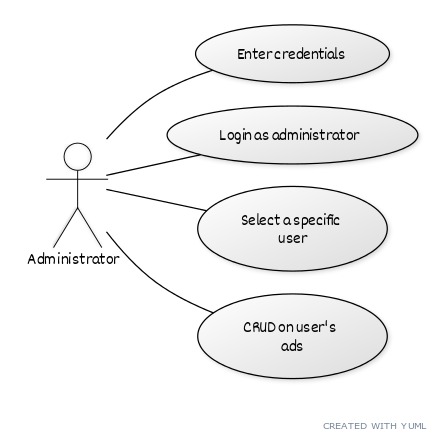 Enter credentials
Login as administrator
Select a specific
user
Administrator
CRUD on user's
ads
CREATED WITH YUML